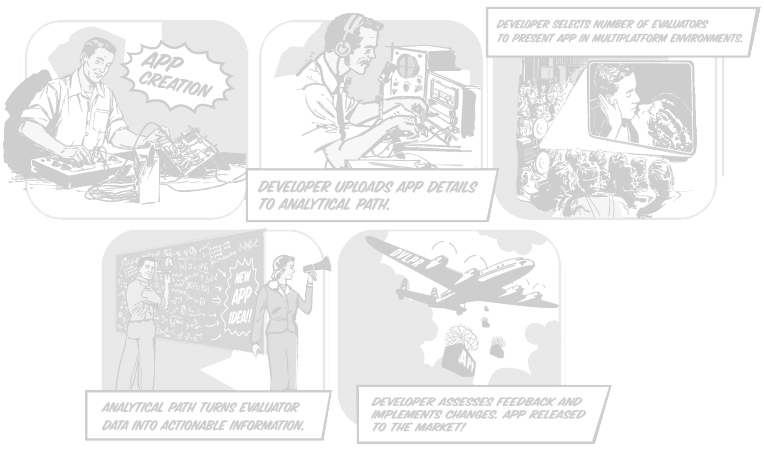 APP
CREATION
DEVELOPER UPLOADS APP DETAILS
TO ANALYTICAL PATH.
DEVELOPER SELECTS NUMBER OF EVALUATORS
TO PRESENT APP IN MULTIPLATFORM ENVIRONMENTS.
NEW
APP
IDEA!!
ANALYTICAL PATH TURNS EVALUATOR
DATA INTO ACTIONABLE INFORMATION.
DVLPR
AP
DEVELOPER ASSESSES FEEDBACK AND
IMPLEMENTS CHANGES. APP RELEASED
TO THE MARKET!